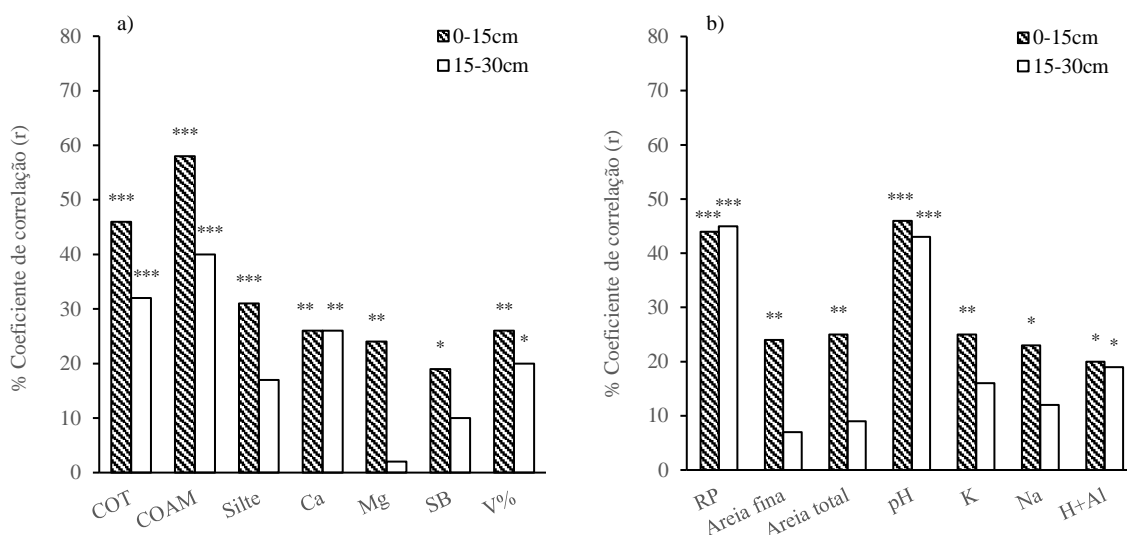 a)
0-15cm
15-30cm
% Coeficiente de correlação (r)
80
70
60
50
40
30
20
10
0
***
***
***
***
***
**
**
**
*
**
*
COT
COAM
Silte
Ca
Mg
SB
V%
b)
0-15cm
15-30cm
% Coeficiente de correlação (r)
80
70
60
50
40
30
20
10
0
***
***
**
**
***
***
**
*
*
*
RP
Areia fina
Areia total
pH
K
Na
H+Al